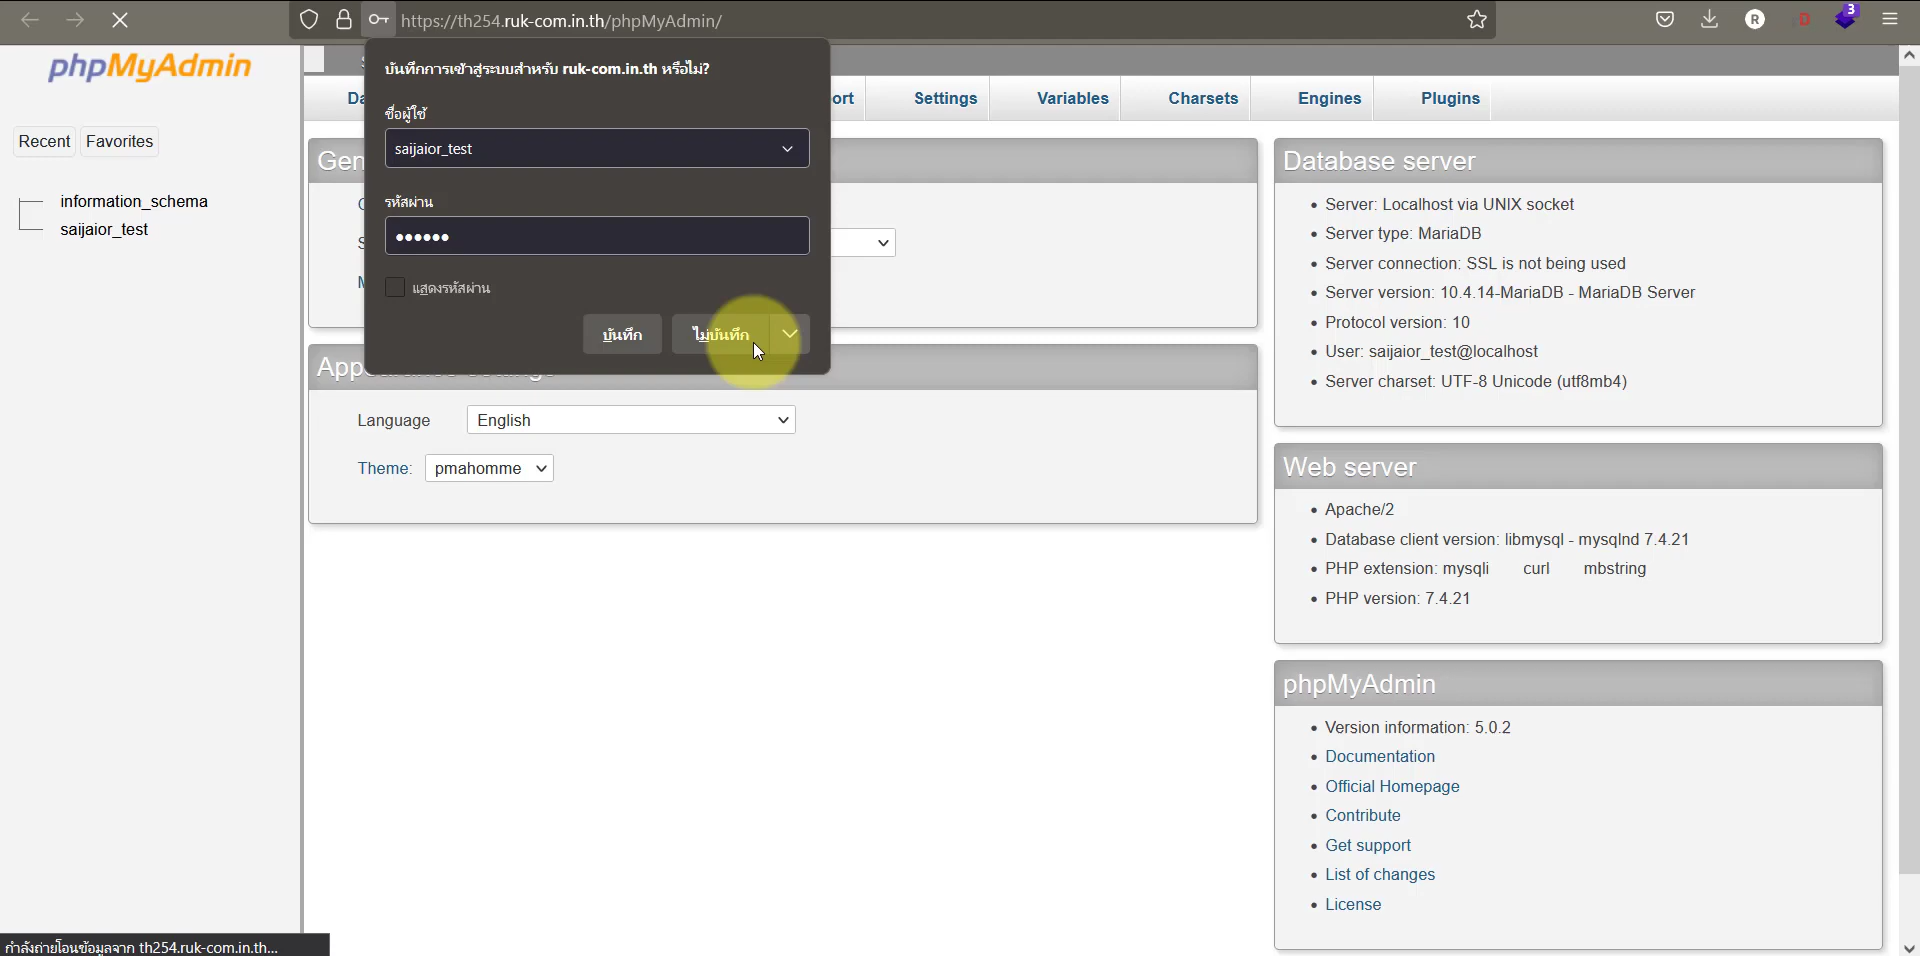 https://th254.ruk-com.in.th/phpMyAdmin/
R
D
3
phpMyAdmin
Recent
Favorites
information_schema
saijaior_test
บันทึกการเข้าสู่ระบบสำหรับ ruk-com.in.th หรือไม่?
ชื่อผู้ใช้
saijaior_test
รหัสผ่าน
แสดงรหัสผ่าน
บันทึก
ไม่บันทึก
Da
ort
Settings
Variables
Charsets
Engines
Plugins
Gen
Language
English
Theme:
pmahomme
Database server
Server: Localhost via UNIX socket
Server type: MariaDB
Server connection: SSL is not being used
Server version: 10.4.14-MariaDB - MariaDB Server
Protocol version: 10
User: saijaior_test@localhost
Server charset: UTF-8 Unicode (utf8mb4)
Web server
Apache/2
Database client version: libmysql - mysqlnd 7.4.21
PHP extension: mysqli curl mbstring
PHP version: 7.4.21
phpMyAdmin
Version information: 5.0.2
Documentation
Official Homepage
Contribute
Get support
List of changes
License
กำลังถ่ายโอนข้อมูลจาก th254.ruk-com.in.th...